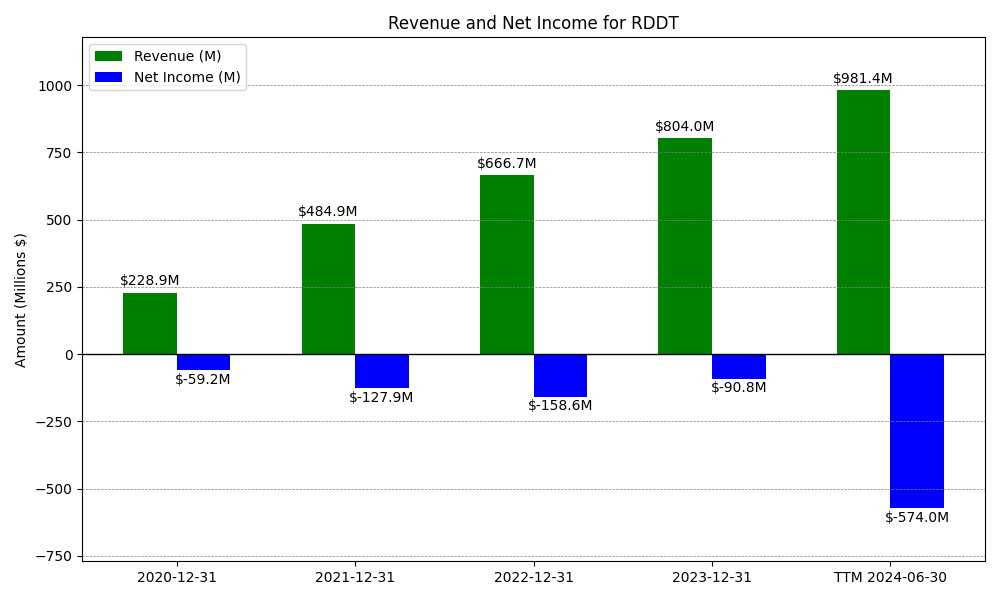 Revenue and Net Income for RDDT
Revenue (M)
Net Income (M)
Amount (Millions $)
1000
750
500
250
0
−250
−500
−750
$228.9M
$-59.2M
$484.9M
$-127.9M
$666.7M
$-158.6M
$804.0M
$-90.8M
$981.4M
$-574.0M
2020-12-31
2021-12-31
2022-12-31
2023-12-31
TTM 2024-06-30